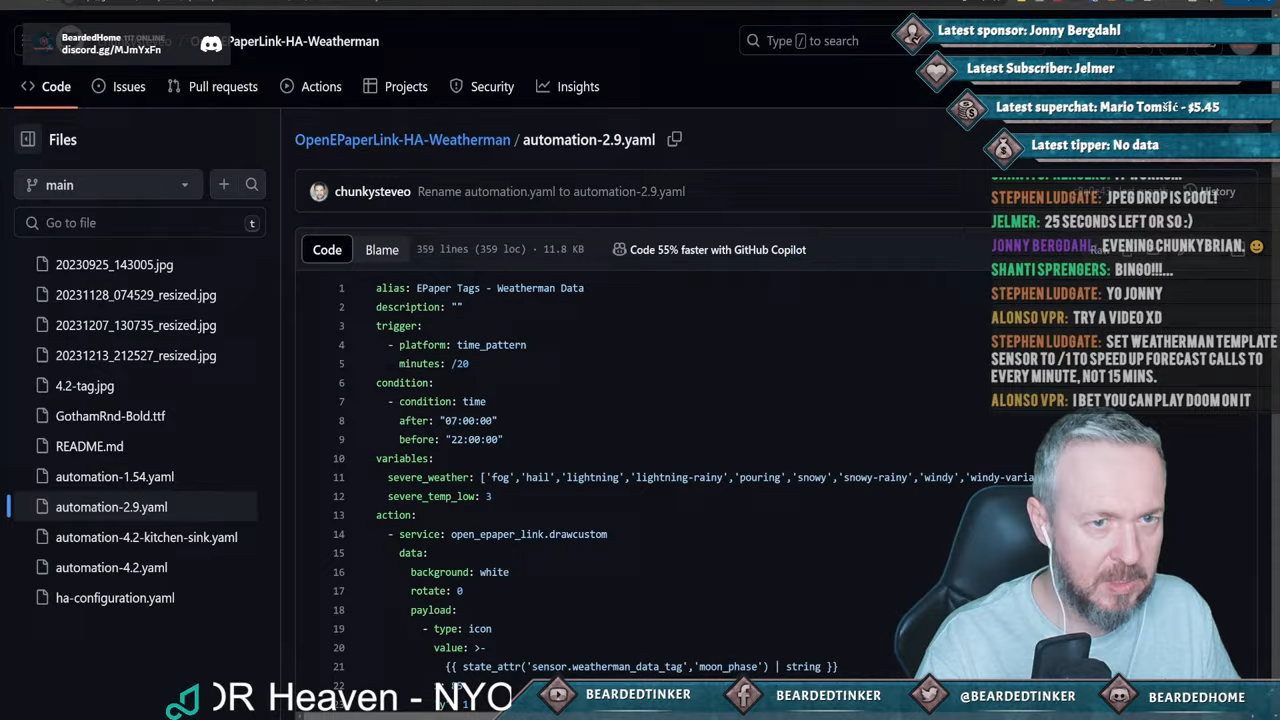 BeardedHome 117 ONLINE
discord.gg/MJmYxFn
PaperLink-HA-Weatherman
Type / to search
Code
Issues
Pull requests
Actions
Projects
Security
Insights
Files
main
Go to file
t
20230925_143005.jpg
20231128_074529_resized.jpg
20231207_130735_resized.jpg
20231213_212527_resized.jpg
4.2-tag.jpg
GothamRnd-Bold.ttf
README.md
automation-1.54.yaml
automation-2.9.yaml
automation-4.2-kitchen-sink.yaml
automation-4.2.yaml
ha-configuration.yaml
OpenEPaperLink-HA-Weatherman / automation-2.9.yaml
chunkysteveo Rename automation.yaml to automation-2.9.yaml
History
Code
Blame
359 lines (359 loc) · 11.8 KB
Code 55% faster with GitHub Copilot
Raw
1 alias: EPaper Tags - Weatherman Data
2 description: ""
3 trigger:
4 - platform: time_pattern
5 minutes: /20
6 condition:
7 - condition: time
8 after: "07:00:00"
9 before: "22:00:00"
10 variables:
11 severe_weather: ['fog','hail','lightning','lightning-rainy','pouring','snowy','snowy-rainy','windy','windy-varia
12 severe_temp_low: 3
13 action:
14 - service: open_epaper_link.drawcustom
15 data:
16 background: white
17 rotate: 0
18 payload:
19 - type: icon
20 value: >-
21 {{ state_attr('sensor.weatherman_data_tag','moon_phase') | string }}
22
Latest sponsor: Jonny Bergdahl
Latest Subscriber: Jelmer
Latest superchat: Mario Tomšić - $5.45
Latest tipper: No data
STEPHEN LUDGATE: JPEG DROP IS COOL!
JELMER: 25 SECONDS LEFT OR SO :)
JONNY BERGDAHL: EVENING CHUNKYBRIAN.
SHANTI SPRENGERS: BINGO!!!...
STEPHEN LUDGATE: YO JONNY
ALONSO VPR: TRY A VIDEO XD
STEPHEN LUDGATE: SET WEATHERMAN TEMPLATE
SENSOR TO /1 TO SPEED UP FORECAST CALLS TO
EVERY MINUTE, NOT 15 MINS.
ALONSO VPR: I BET YOU CAN PLAY DOOM ON IT
OR Heaven - NYO
BEARDEDTINKER
BEARDEDTINKER
@BEARDEDTINKER
BEARDEDHOME